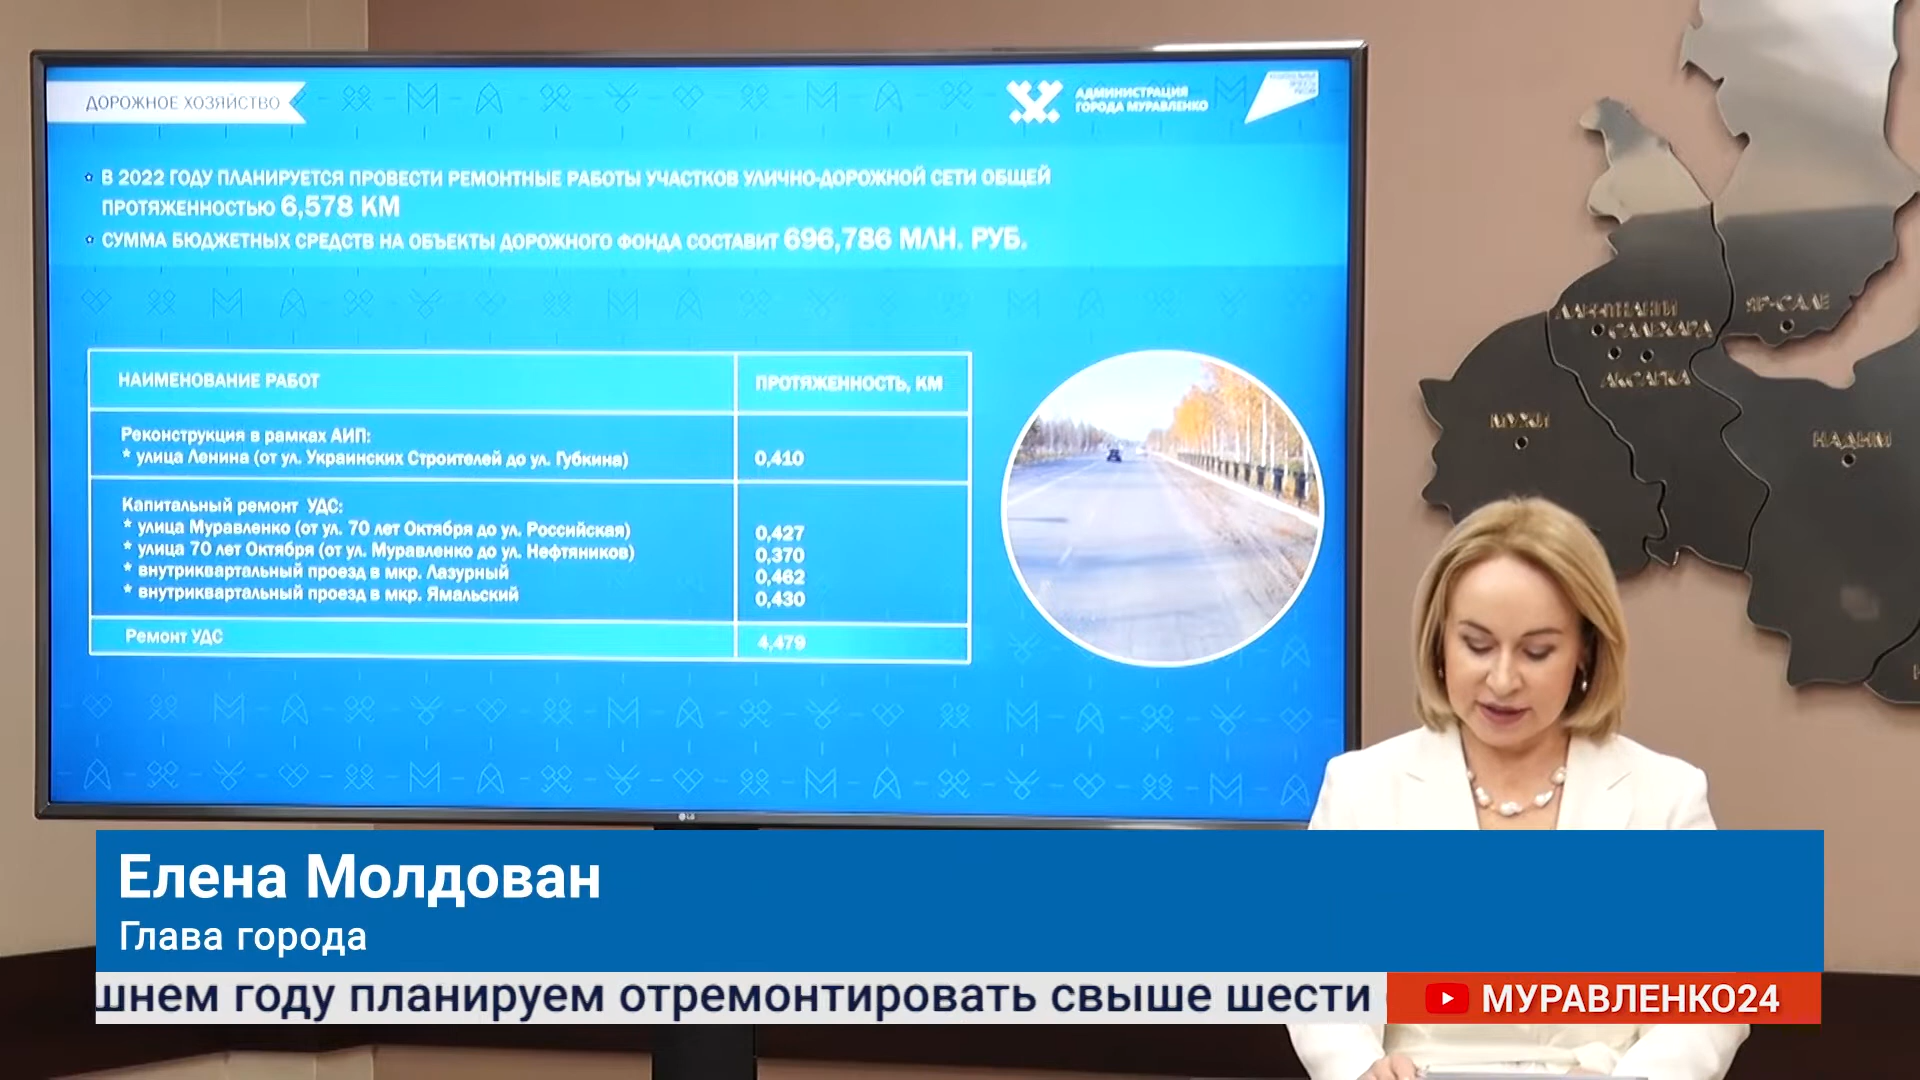 ДОРОЖНОЕ ХОЗЯЙСТВО
АДМИНИСТРАЦИЯ
ГОРОДА МУРАВЛЕНКО
В 2022 ГОДУ ПЛАНИРУЕТСЯ ПРОВЕСТИ РЕМОНТНЫЕ РАБОТЫ УЧАСТКОВ УЛИЧНО-ДОРОЖНОЙ СЕТИ ОБЩЕЙ
ПРОТЯЖЕННОСТЬЮ 6,578 КМ
СУММА БЮДЖЕТНЫХ СРЕДСТВ НА ОБЪЕКТЫ ДОРОЖНОГО ФОНДА СОСТАВИТ 696,786 МЛН. РУБ.
НАИМЕНОВАНИЕ РАБОТ ПРОТЯЖЕННОСТЬ, КМ
Реконструкция в рамках АИП:
* улица Ленина (от ул. Украинских Строителей до ул. Губкина) 0,410
Капитальный ремонт УДС:
* улица Муравленко (от ул. 70 лет Октября до ул. Российская) 0,427
* улица 70 лет Октября (от ул. Муравленко до ул. Нефтяников) 0,370
* внутриквартальный проезд в мкр. Лазурный 0,462
* внутриквартальный проезд в мкр. Ямальский 0,430
Ремонт УДС 4,479
LG
ЛАБЫТНАНГИ
ЯР-САЛЕ
САЛЕХАРД
АКСАРКА
МУЖИ
НАДЫМ
Елена Молдован
Глава города
шнем году планируем отремонтировать свыше шести
МУРАВЛЕНКО24